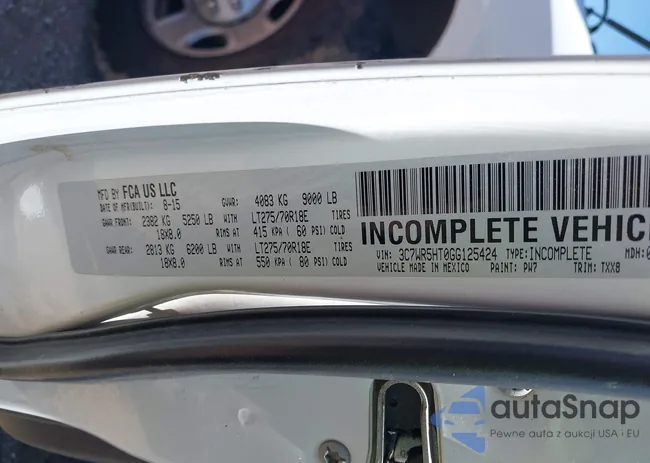 MFD BY FCA US LLC
DATE OF MFR(BUILT): 8-15 GVWR: 4083 KG 9000 LB
GAWR FRONT: 2382 KG 5250 LB WITH LT275/70R18E TIRES
18X8.0 RIMS AT 415 KPA ( 60 PSI) COLD
GAWR REAR: 2813 KG 6200 LB WITH LT275/70R18E TIRES
18X8.0 RIMS AT 550 KPA ( 80 PSI) COLD
INCOMPLETE VEHIC
VIN: 3C7WR5HT0GG125424 TYPE: INCOMPLETE MDH:
VEHICLE MADE IN MEXICO PAINT: PW7 TRIM: TXX8
autaSnap
Pewne auta z aukcji USA i EU